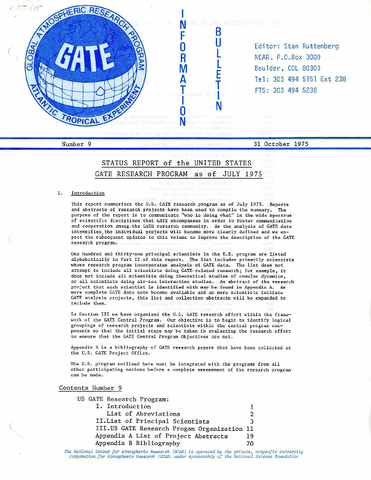 GLOBAL ATMOSPHERIC RESEARCH PROGRAM
GATE
ATLANTIC TROPICAL EXPERIMENT
INFORMATION
BULLETIN
Editor: Stan Ruttenberg
NCAR. P.O.Box 3000
Boulder, COL 80303
Tel: 303 494 5151 Ext 238
FTS: 303 494 5238
Number 9
31 October 1975
STATUS REPORT of the UNITED STATES
GATE RESEARCH PROGRAM as of JULY 1975
I. Introduction
This report summarizes the U.S. GATE research program as of July 1975. Reports
and abstracts of research projects have been used to compile the summary. The
purpose of the report is to communicate "who is doing what" in the wide spectrum
of scientific disciplines that GATE encompasses in order to foster communication
and cooperation among the GATE research community. As the analysis of GATE data
intensifies, the individual projects will become more clearly defined and we ex-
pect the subsequent updates to this volume to improve the description of the GATE
research program.
One hundred and thirty-one principal scientists in the U.S. program are listed
alphabetically in Part II of this report. The list includes primarily scientists
whose research program incorporates analysis of GATE data. The list does not
attempt to include all scientists doing GATE-related research; for example, it
does not include all scientists doing theoretical studies of cumulus dynamics,
or all scientists doing air-sea interaction studies. An abstract of the research
project that each scientist is identified with may be found in Appendix A. As
more complete GATE data sets become available and as more scientists initiate
GATE analysis projects, this list and collection abstracts will be expanded to
include them.
In Section III we have organized the U.S. GATE research effort within the frame-
work of the GATE Central Program. Our objective is to begin to identify logical
groupings of research projects and scientists within the central program com-
ponents so that the initial steps may be taken in evaluating the research effort
to ensure that the GATE Central Program Objectives are met.
Appendix B is a bibliography of GATE research papers that have been collected at
the U.S. GATE Project Office.
The U.S. program outlined here must be integrated with the programs from all
other participating nations before a complete assessment of the research program
can be made.
Contents Number 9
US GATE Research Program:
I. Introduction 1
List of Abreviations 2
II.List of Principal Scientists 3
III.US GATE Research Progam Organization 11
Appendix A List of Project Abstracts 19
Appendix B Bibliography 70
The National Center for Atmospheric Research (NCAR) is operated by the private, nonprofit University
Corporation for Atmospheric Research (UCAR) under sponsorship of the National Science Foundation